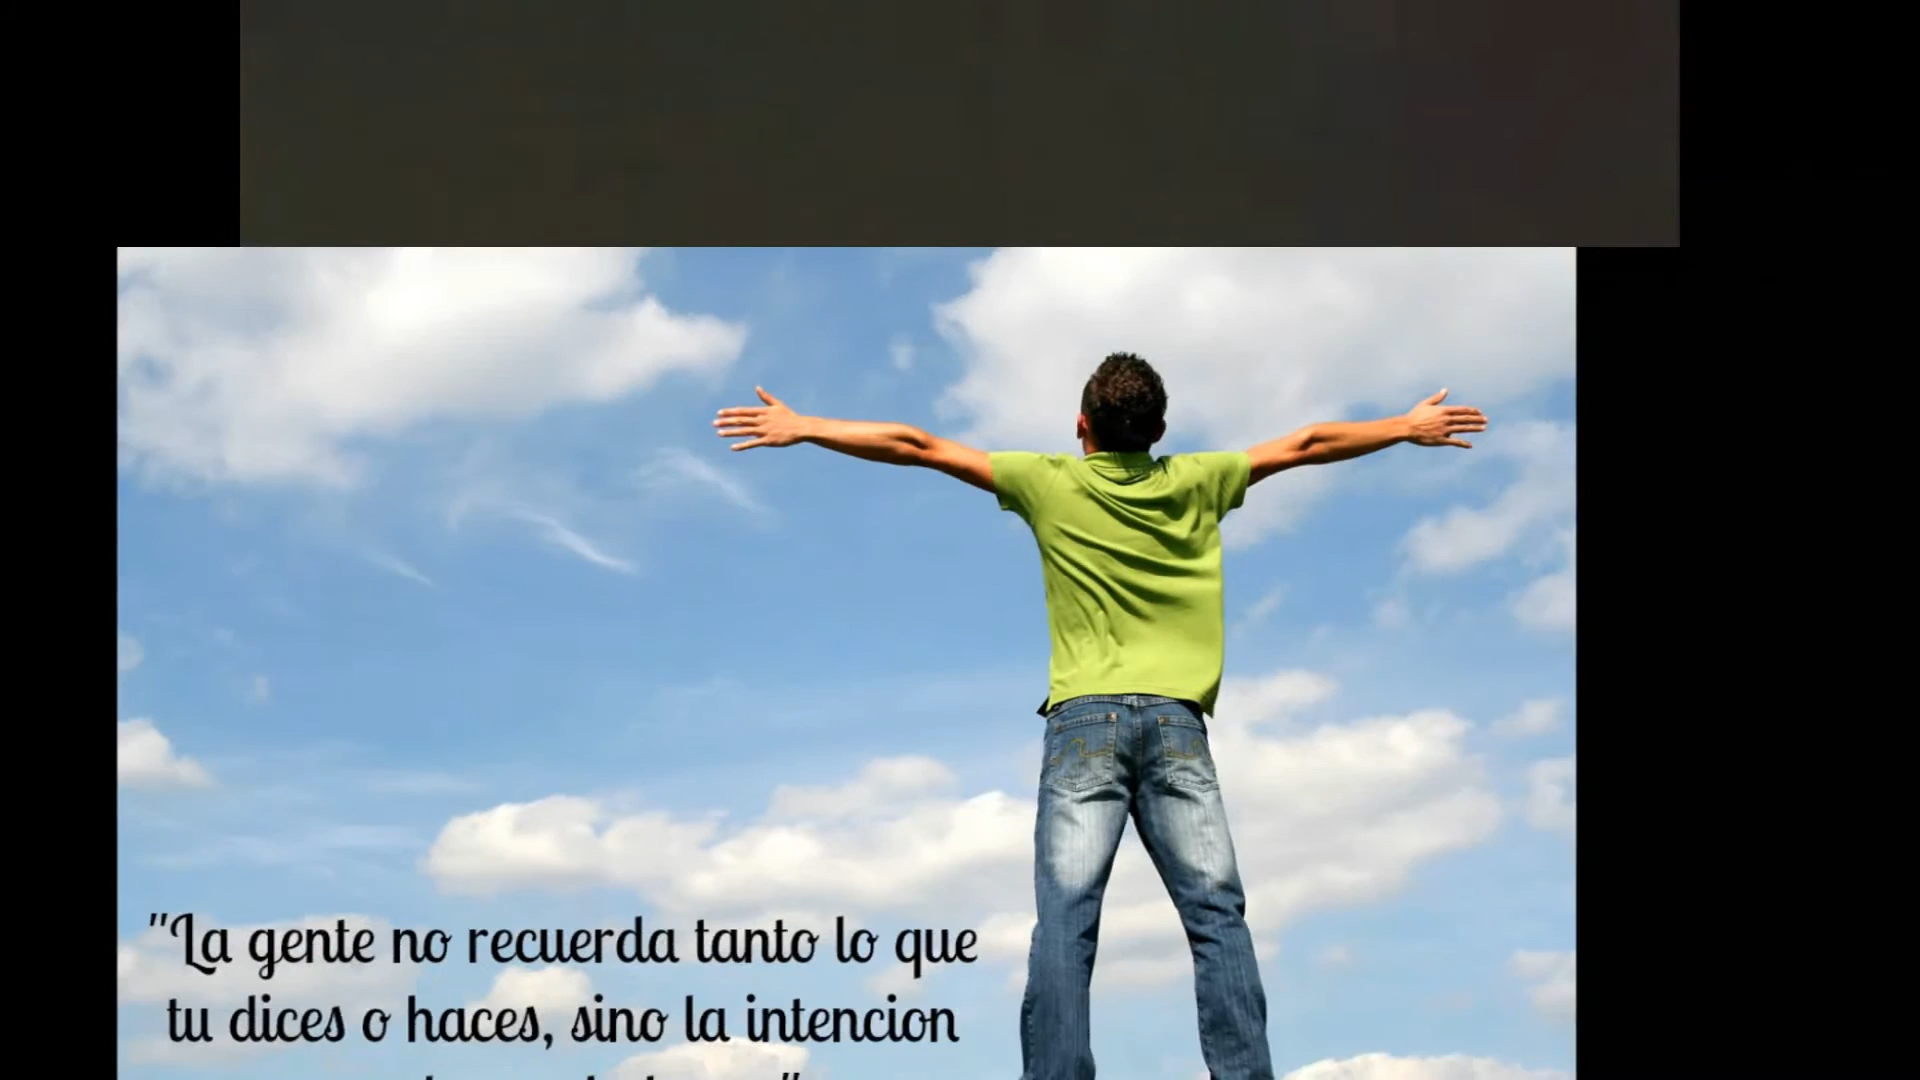 "La gente no recuerda tanto lo que
tu dices o haces, sino la intencion